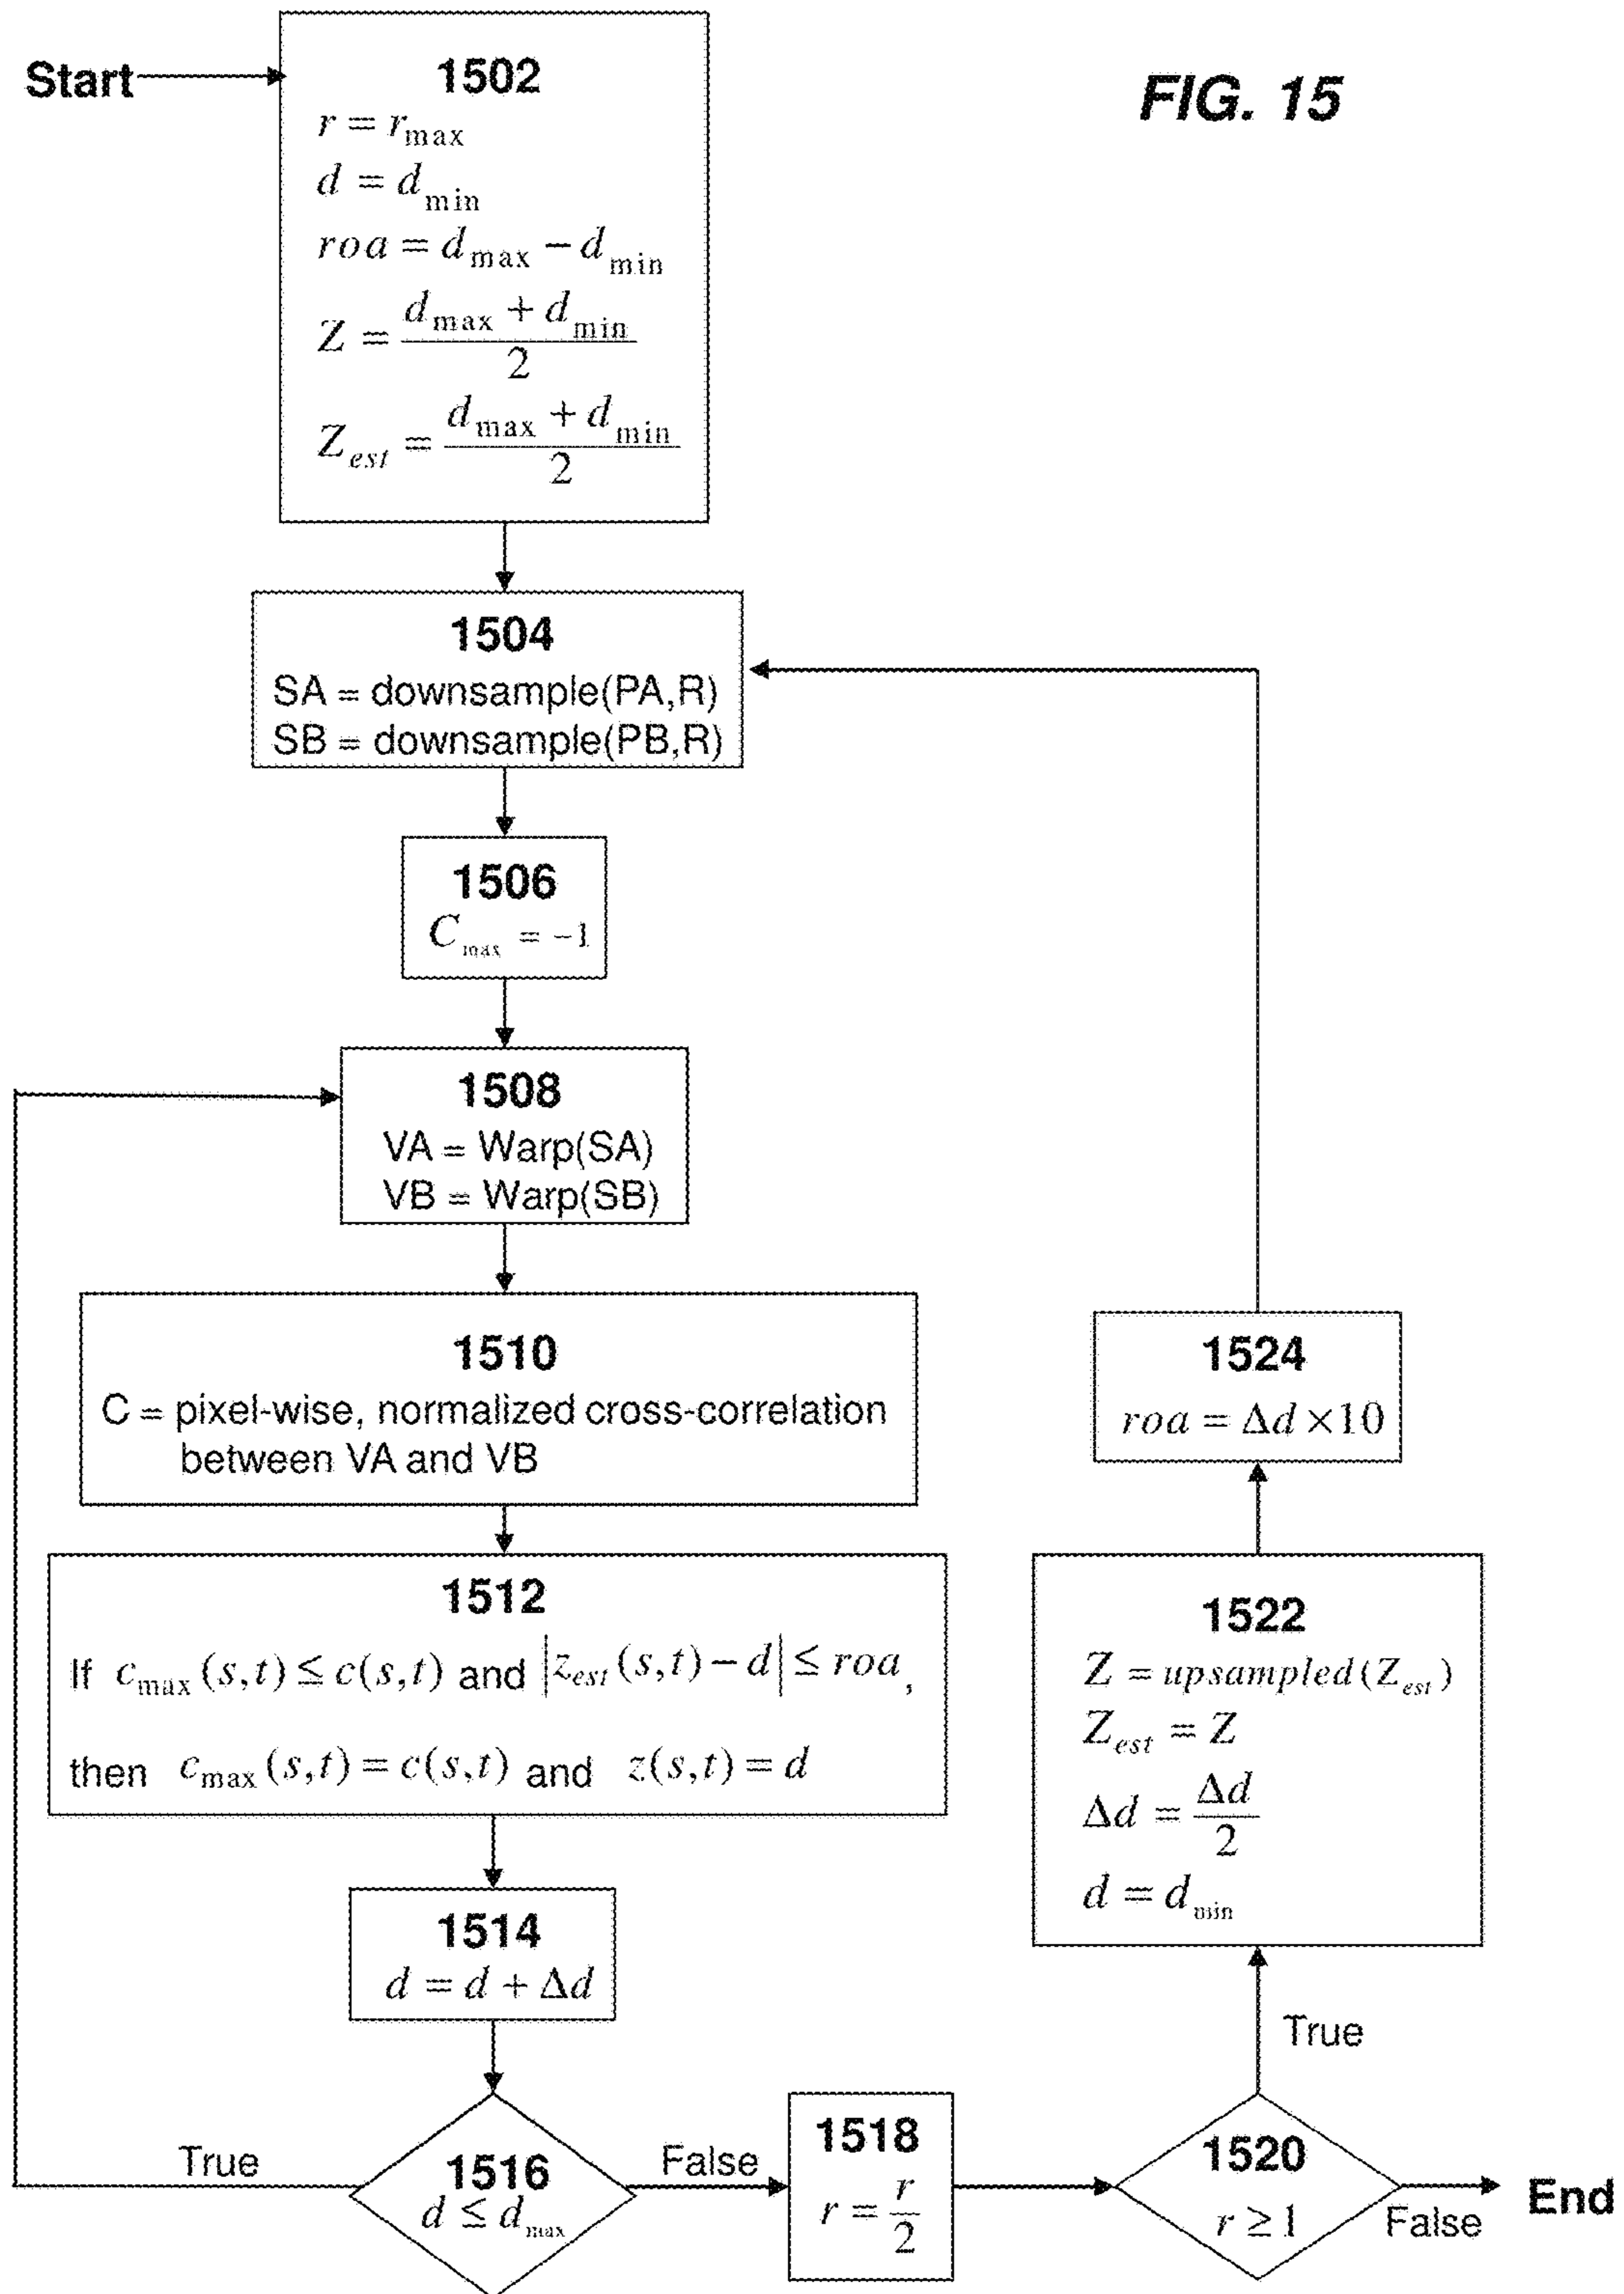 FIG. 15
Start
1502
r = r_max
d = d_min
roa = d_max − d_min
Z = (d_max + d_min) / 2
Z_est = (d_max + d_min) / 2
1504
SA = downsample(PA,R)
SB = downsample(PB,R)
1506
C_max = −1
1508
VA = Warp(SA)
VB = Warp(SB)
1510
C = pixel-wise, normalized cross-correlation
between VA and VB
1512
If c_max(s,t) ≤ c(s,t) and |z_est(s,t) − d| ≤ roa,
then c_max(s,t) = c(s,t) and z(s,t) = d
1514
d = d + Δd
1516
d ≤ d_max
True
False
1518
r = r / 2
1520
r ≥ 1
False
End
True
1522
Z = upsampled(Z_est)
Z_est = Z
Δd = Δd / 2
d = d_min
1524
roa = Δd × 10